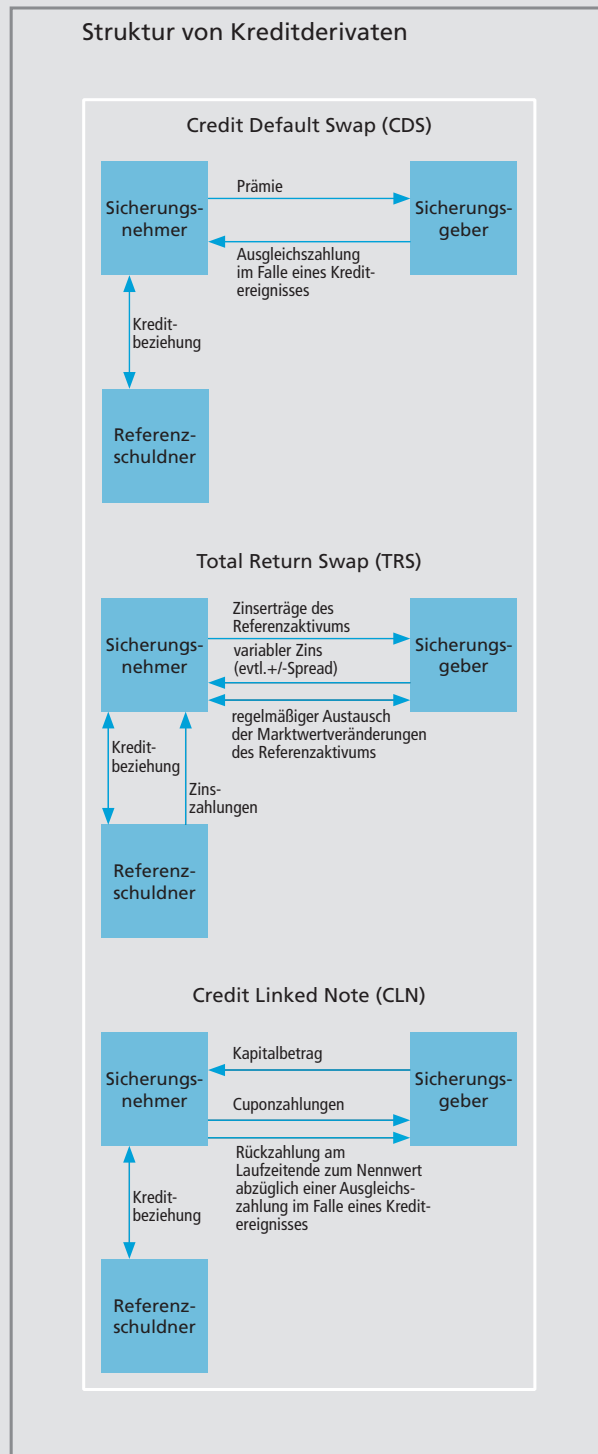 Struktur von Kreditderivaten
Credit Default Swap (CDS)
Sicherungs-
nehmer
Prämie
Sicherungs-
geber
Ausgleichszahlung
im Falle eines Kredit-
ereignisses
Kredit-
beziehung
Referenz-
schuldner
Total Return Swap (TRS)
Sicherungs-
nehmer
Zinserträge des
Referenzaktivums
variabler Zins
(evtl.+/-Spread)
Sicherungs-
geber
regelmäßiger Austausch
der Marktwertveränderungen
des Referenzaktivums
Kredit-
beziehung
Zins-
zahlungen
Referenz-
schuldner
Credit Linked Note (CLN)
Sicherungs-
nehmer
Kapitalbetrag
Cuponzahlungen
Sicherungs-
geber
Rückzahlung am
Laufzeitende zum Nennwert
abzüglich einer Ausgleichs-
zahlung im Falle eines Kredit-
ereignisses
Kredit-
beziehung
Referenz-
schuldner